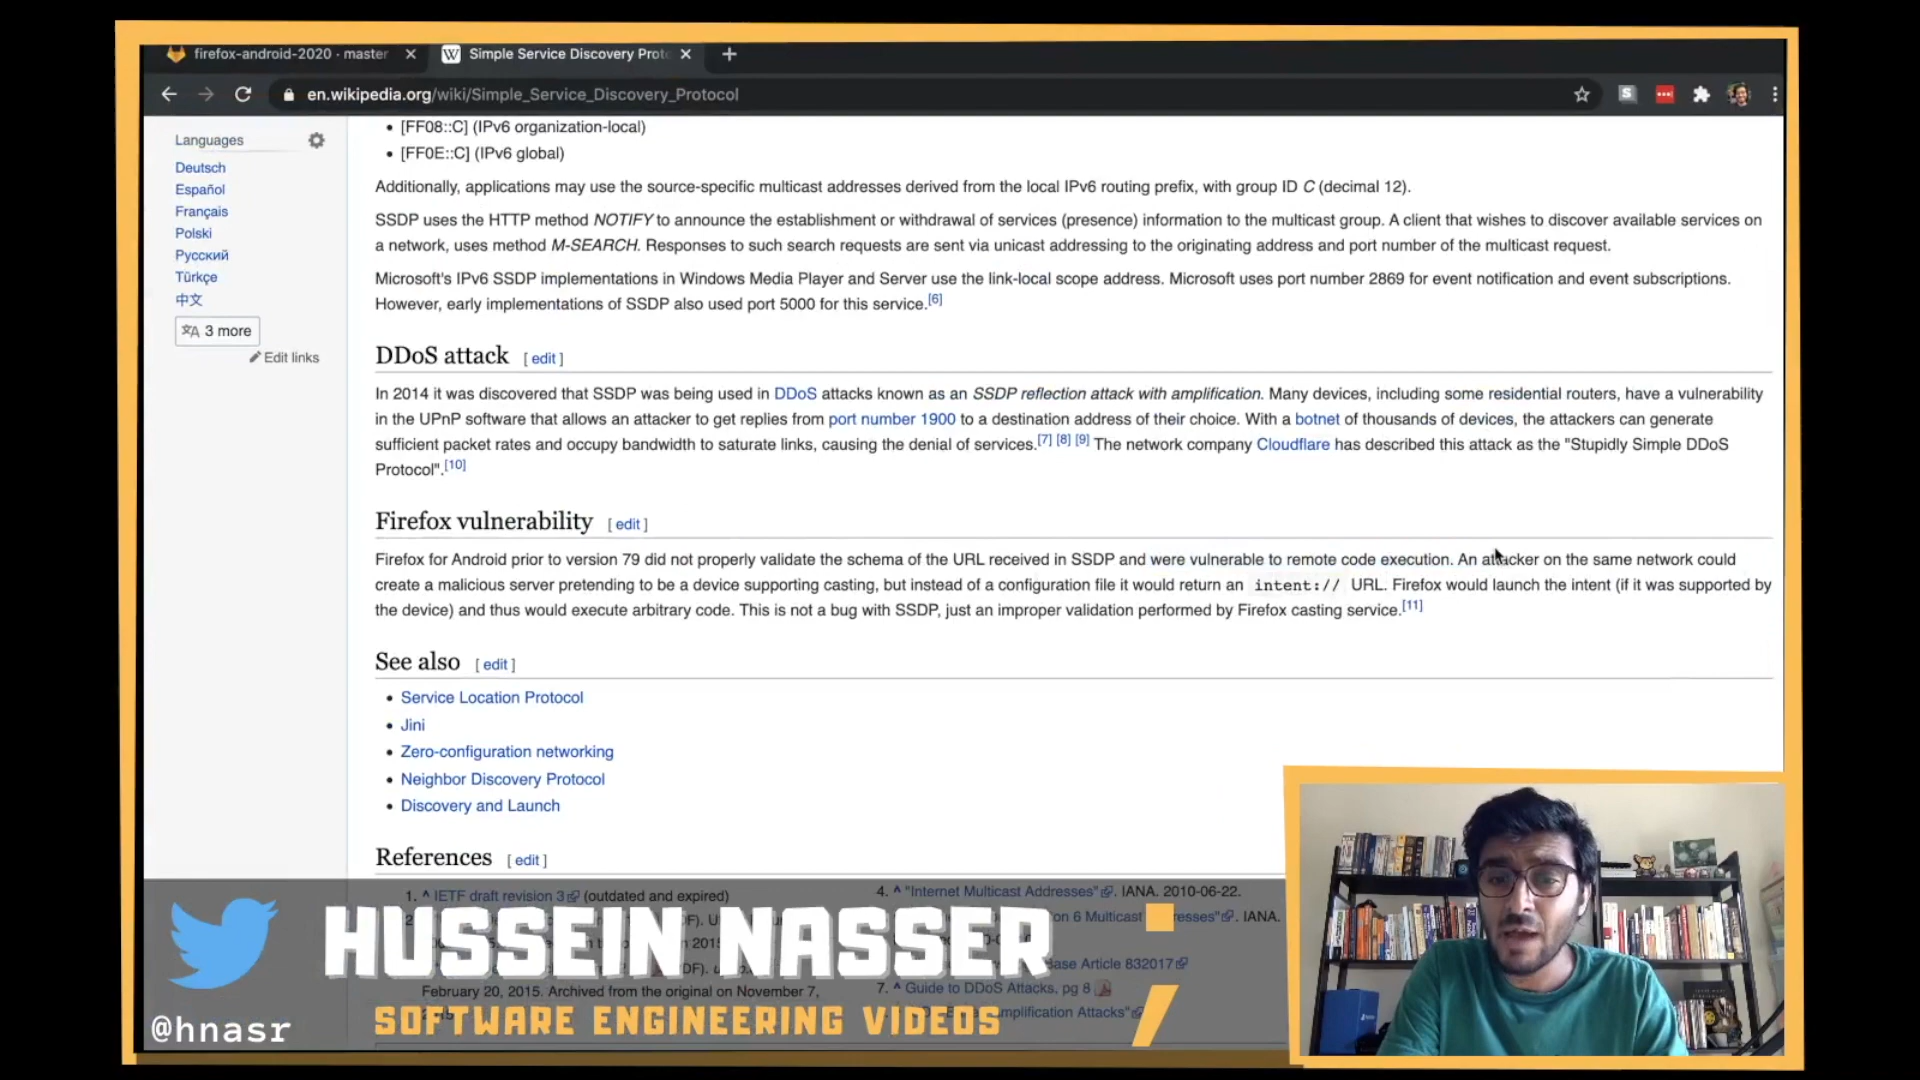 firefox-android-2020 · master
Simple Service Discovery Prot
en.wikipedia.org/wiki/Simple_Service_Discovery_Protocol
Languages
Deutsch
Español
Français
Polski
Русский
Türkçe
中文
3 more
Edit links
• [FF08::C] (IPv6 organization-local)
• [FF0E::C] (IPv6 global)
Additionally, applications may use the source-specific multicast addresses derived from the local IPv6 routing prefix, with group ID C (decimal 12).
SSDP uses the HTTP method NOTIFY to announce the establishment or withdrawal of services (presence) information to the multicast group. A client that wishes to discover available services on
a network, uses method M-SEARCH. Responses to such search requests are sent via unicast addressing to the originating address and port number of the multicast request.
Microsoft's IPv6 SSDP implementations in Windows Media Player and Server use the link-local scope address. Microsoft uses port number 2869 for event notification and event subscriptions.
However, early implementations of SSDP also used port 5000 for this service.[6]
DDoS attack [ edit ]
In 2014 it was discovered that SSDP was being used in DDoS attacks known as an SSDP reflection attack with amplification. Many devices, including some residential routers, have a vulnerability
in the UPnP software that allows an attacker to get replies from port number 1900 to a destination address of their choice. With a botnet of thousands of devices, the attackers can generate
sufficient packet rates and occupy bandwidth to saturate links, causing the denial of services.[7] [8] [9] The network company Cloudflare has described this attack as the "Stupidly Simple DDoS
Protocol".[10]
Firefox vulnerability [ edit ]
Firefox for Android prior to version 79 did not properly validate the schema of the URL received in SSDP and were vulnerable to remote code execution. An attacker on the same network could
create a malicious server pretending to be a device supporting casting, but instead of a configuration file it would return an intent:// URL. Firefox would launch the intent (if it was supported by
the device) and thus would execute arbitrary code. This is not a bug with SSDP, just an improper validation performed by Firefox casting service.[11]
See also [ edit ]
• Service Location Protocol
• Jini
• Zero-configuration networking
• Neighbor Discovery Protocol
• Discovery and Launch
References [ edit ]
1. ^ IETF draft revision 3 (outdated and expired)
February 20, 2015. Archived from the original on November 7,
4. ^ "Internet Multicast Addresses". IANA. 2010-06-22.
6 Multicast IANA.
Article 832017
7. ^ Guide to DDoS Attacks, pg 8
Attacks"
HUSSEIN NASSER ;
SOFTWARE ENGINEERING VIDEOS
@hnasr